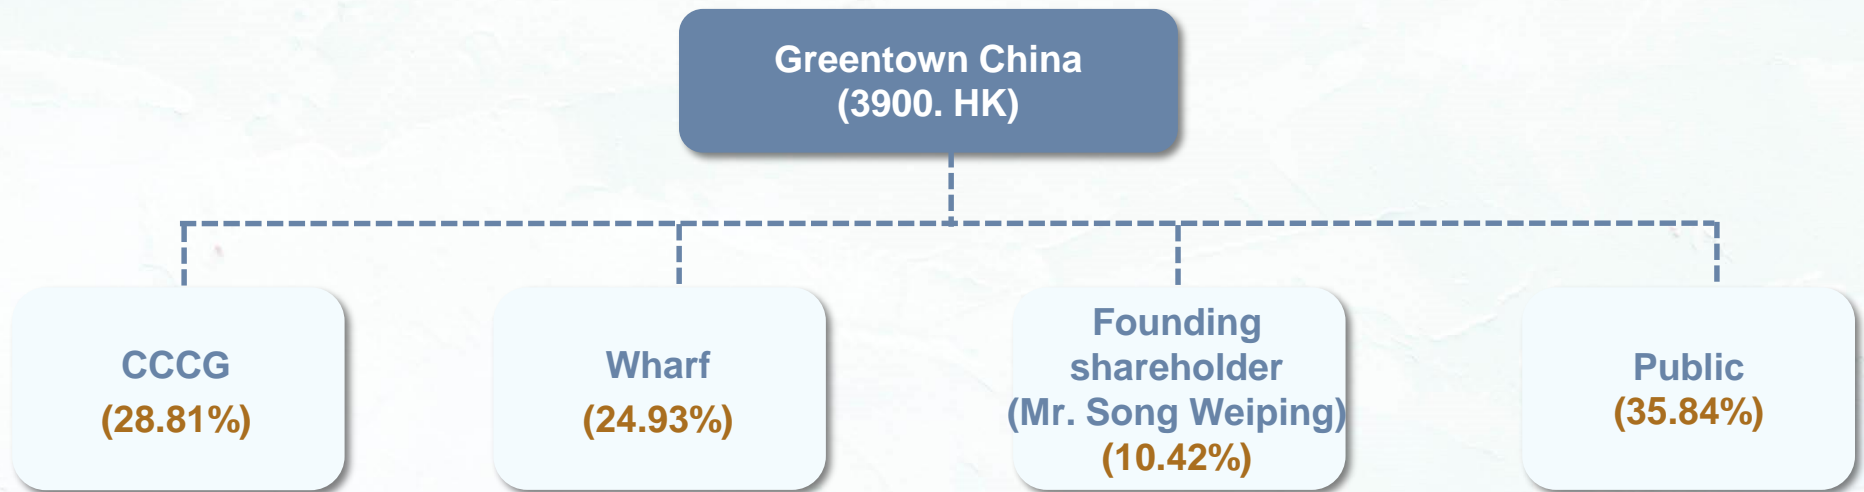 Greentown China
(3900. HK)
CCCG
(28.81%)
Wharf
(24.93%)
Founding
shareholder
(Mr. Song Weiping)
(10.42%)
Public
(35.84%)